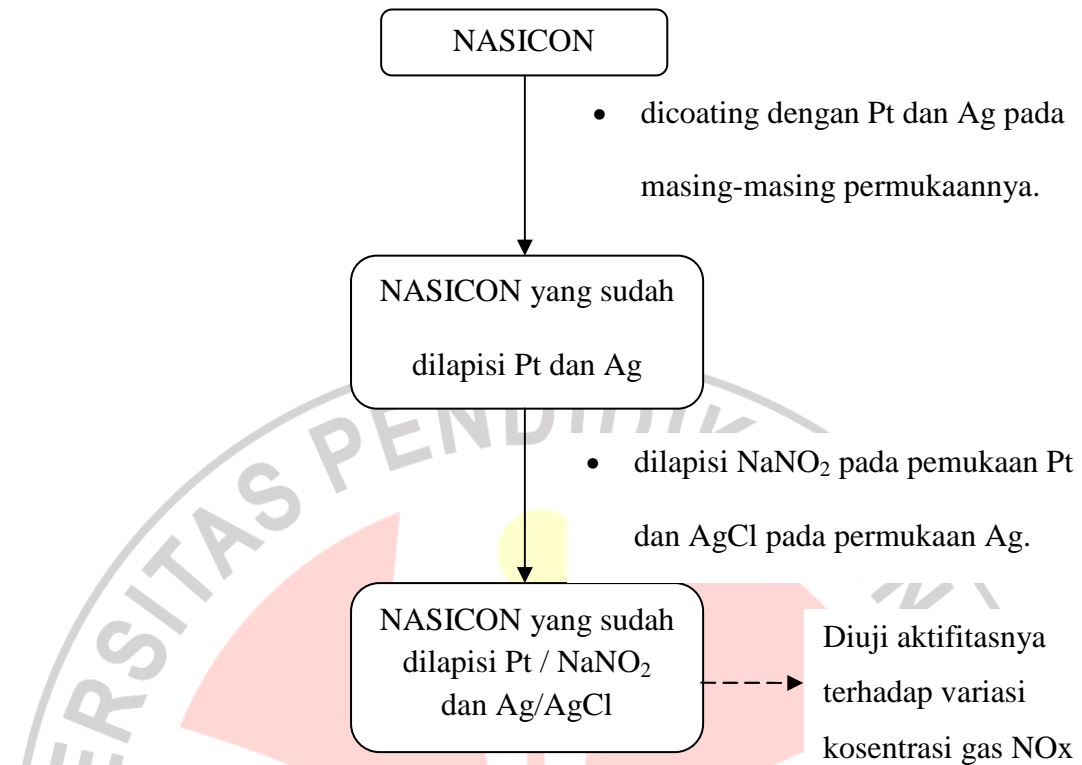 NASICON
• dicoating dengan Pt dan Ag pada
masing-masing permukaannya.
NASICON yang sudah
dilapisi Pt dan Ag
• dilapisi NaNO₂ pada pemukaan Pt
dan AgCl pada permukaan Ag.
NASICON yang sudah
dilapisi Pt / NaNO₂
dan Ag/AgCl
Diuji aktifitasnya
terhadap variasi
kosentrasi gas NOx